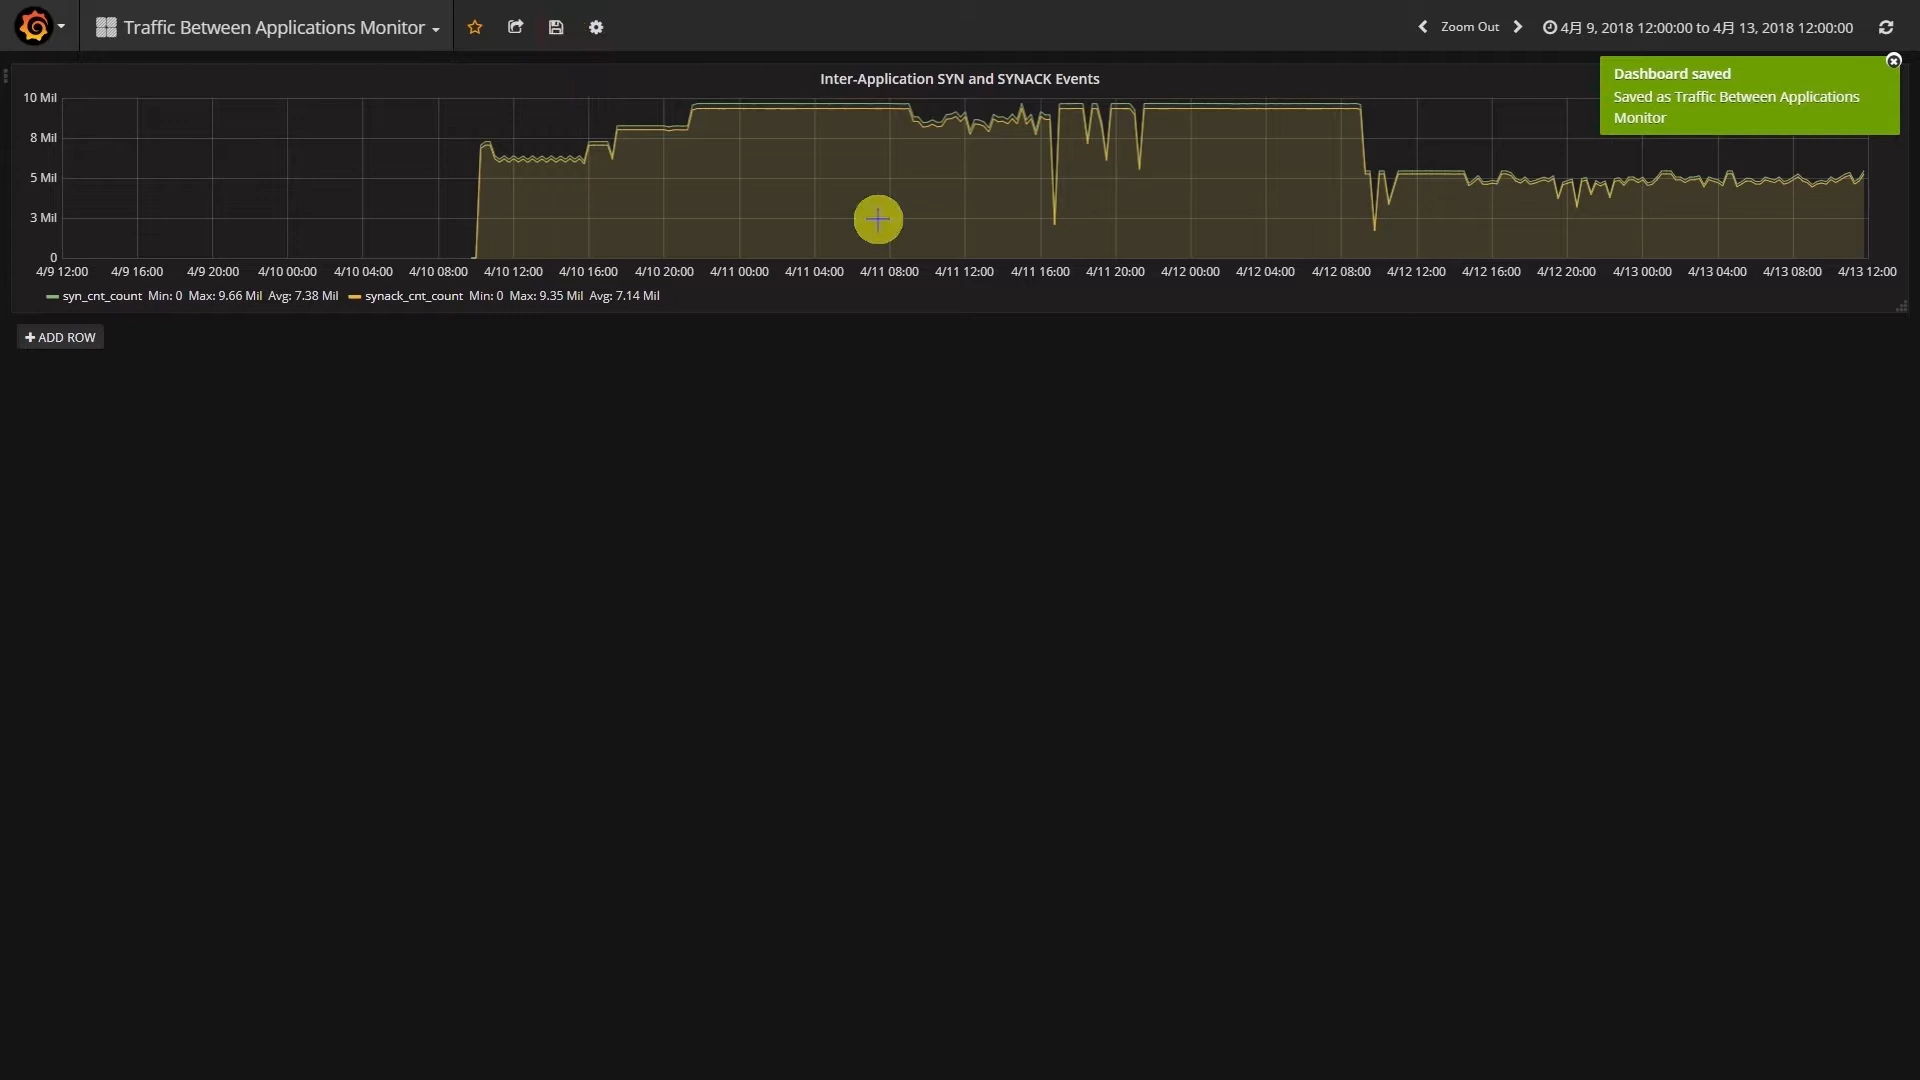 Traffic Between Applications Monitor
Zoom Out
4月 9, 2018 12:00:00 to 4月 13, 2018 12:00:00
Dashboard saved
Saved as Traffic Between Applications
Monitor
Inter-Application SYN and SYNACK Events
10 Mil
8 Mil
5 Mil
3 Mil
0
4/9 12:00 4/9 16:00 4/9 20:00 4/10 00:00 4/10 04:00 4/10 08:00 4/10 12:00 4/10 16:00 4/10 20:00 4/11 00:00 4/11 04:00 4/11 08:00 4/11 12:00 4/11 16:00 4/11 20:00 4/12 00:00 4/12 04:00 4/12 08:00 4/12 12:00 4/12 16:00 4/12 20:00 4/13 00:00 4/13 04:00 4/13 08:00 4/13 12:00
syn_cnt_count Min: 0 Max: 9.66 Mil Avg: 7.38 Mil synack_cnt_count Min: 0 Max: 9.35 Mil Avg: 7.14 Mil
+ ADD ROW